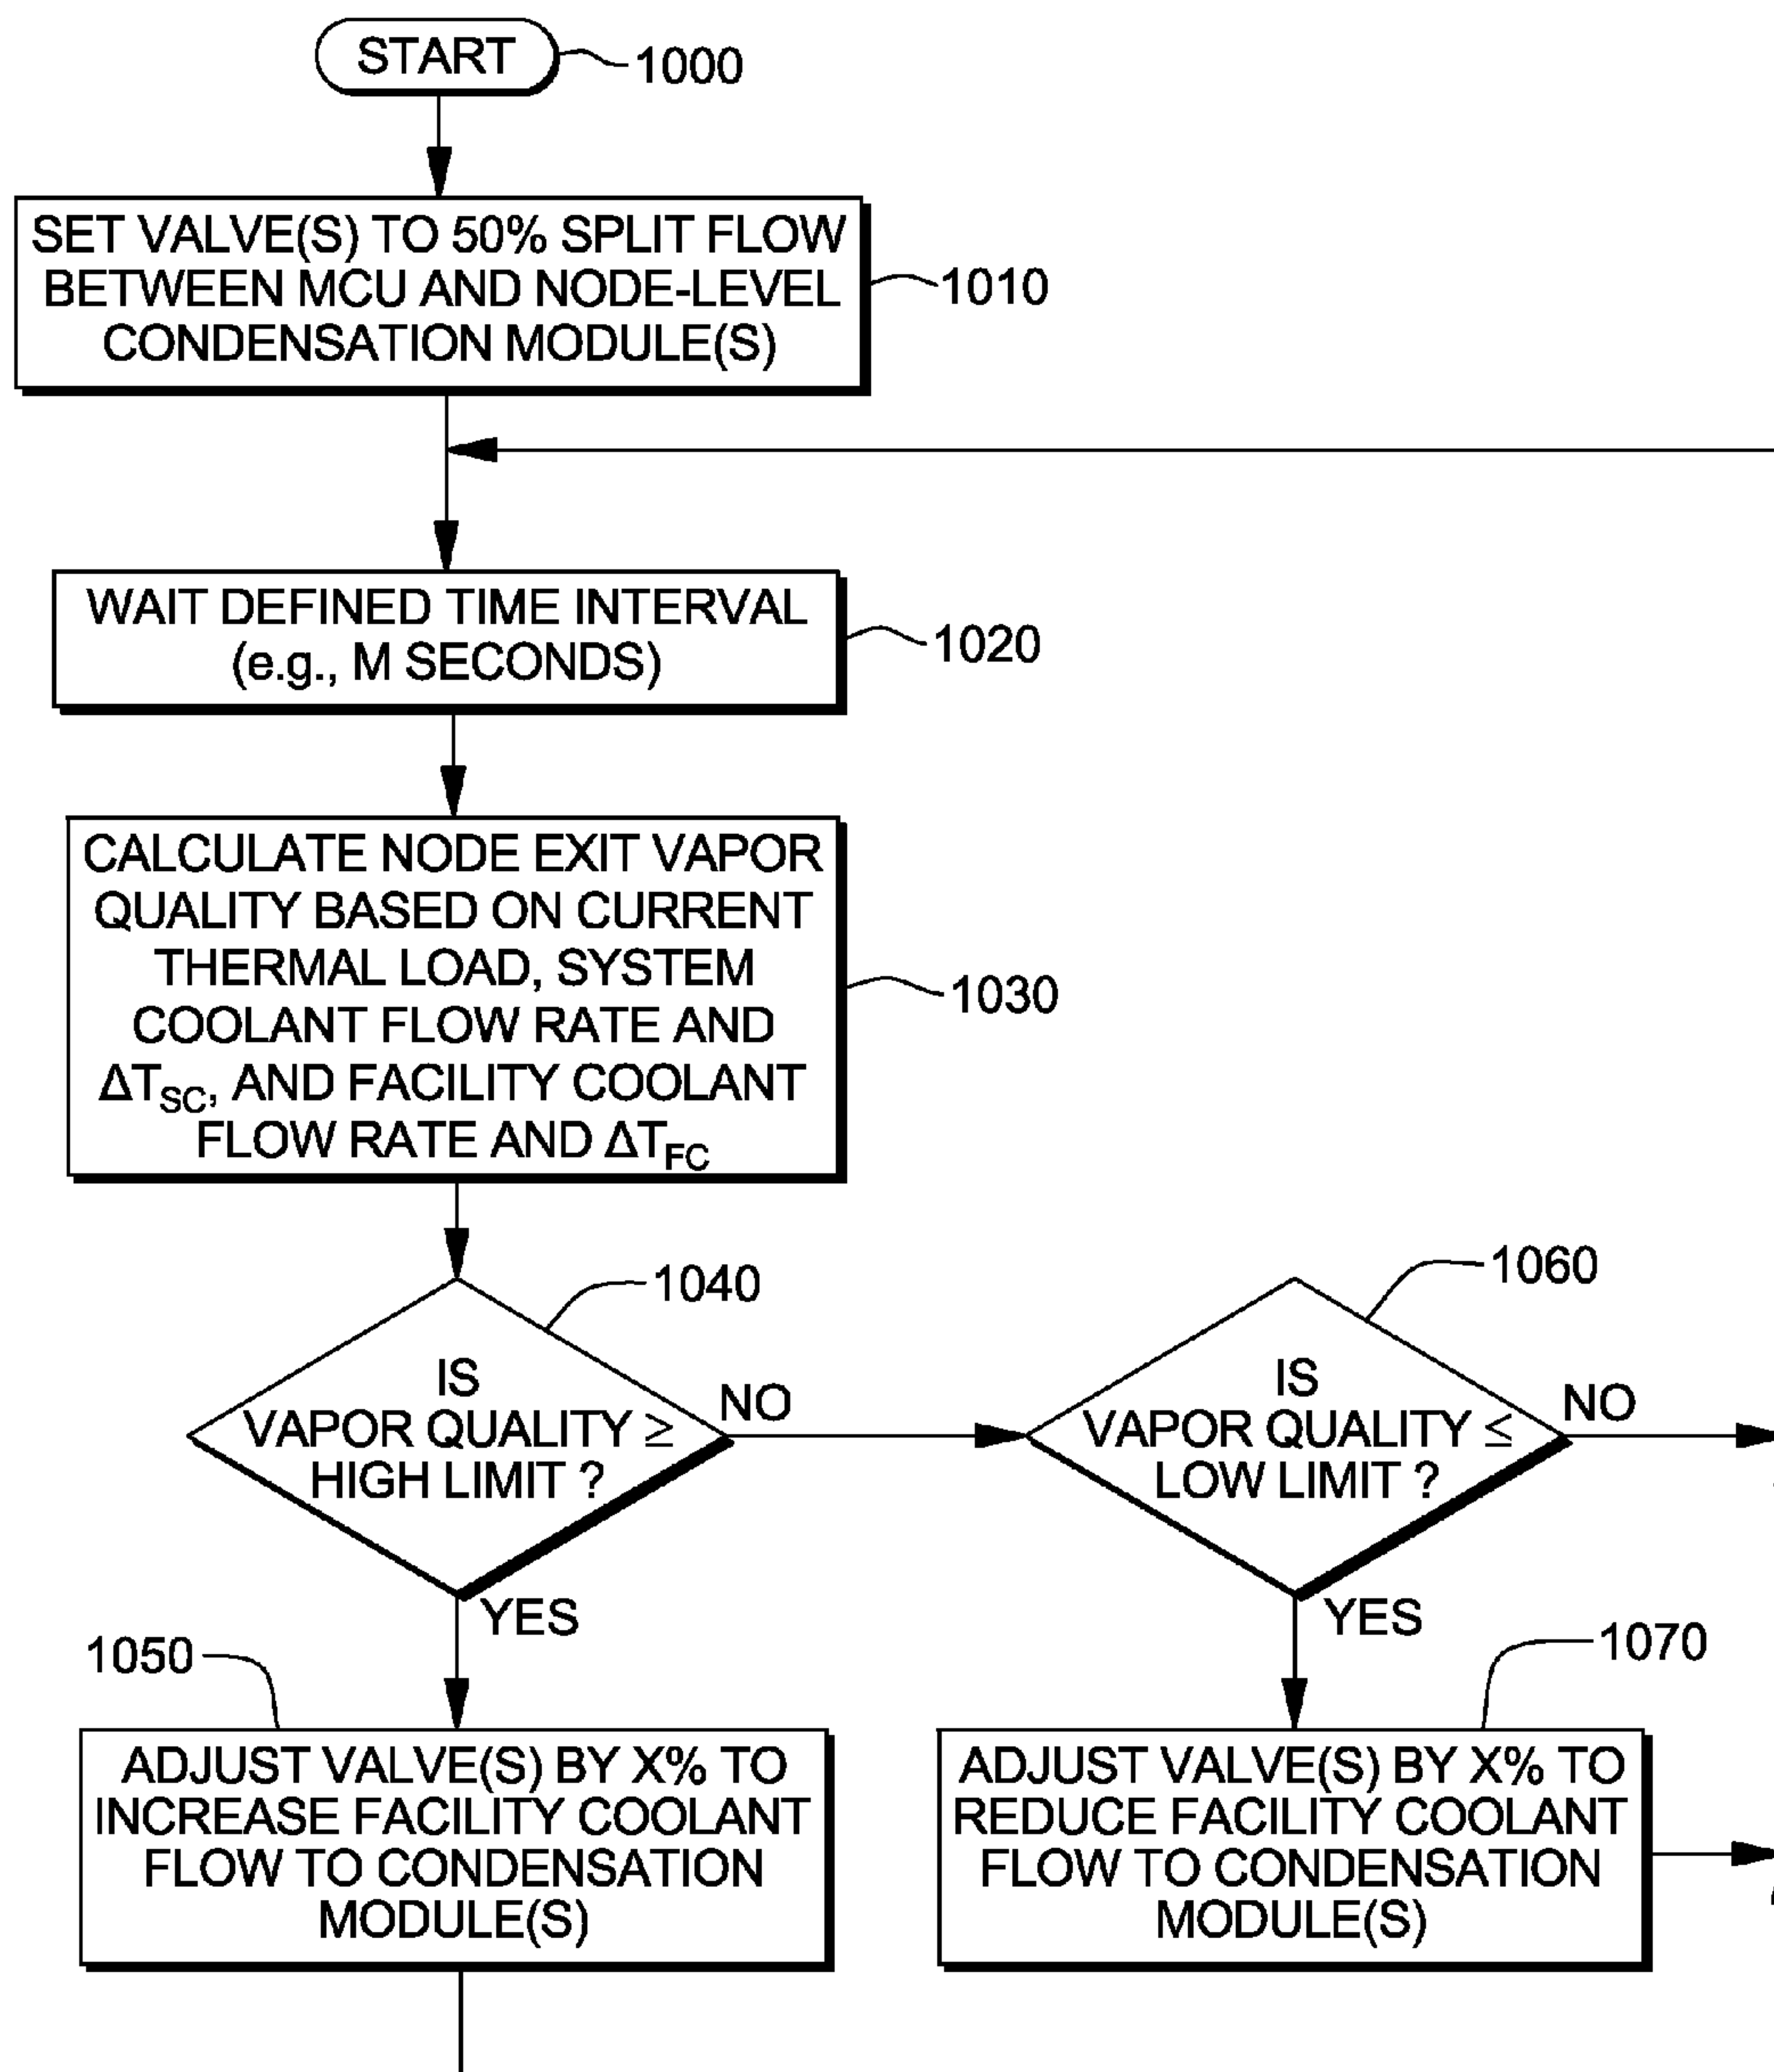 START
1000
SET VALVE(S) TO 50% SPLIT FLOW
BETWEEN MCU AND NODE-LEVEL
CONDENSATION MODULE(S)
1010
WAIT DEFINED TIME INTERVAL
(e.g., M SECONDS)
1020
CALCULATE NODE EXIT VAPOR
QUALITY BASED ON CURRENT
THERMAL LOAD, SYSTEM
COOLANT FLOW RATE AND
ΔTSC, AND FACILITY COOLANT
FLOW RATE AND ΔTFC
1030
1040
IS
VAPOR QUALITY ≥
HIGH LIMIT ?
NO
YES
1060
IS
VAPOR QUALITY ≤
LOW LIMIT ?
NO
YES
1050
ADJUST VALVE(S) BY X% TO
INCREASE FACILITY COOLANT
FLOW TO CONDENSATION
MODULE(S)
1070
ADJUST VALVE(S) BY X% TO
REDUCE FACILITY COOLANT
FLOW TO CONDENSATION
MODULE(S)